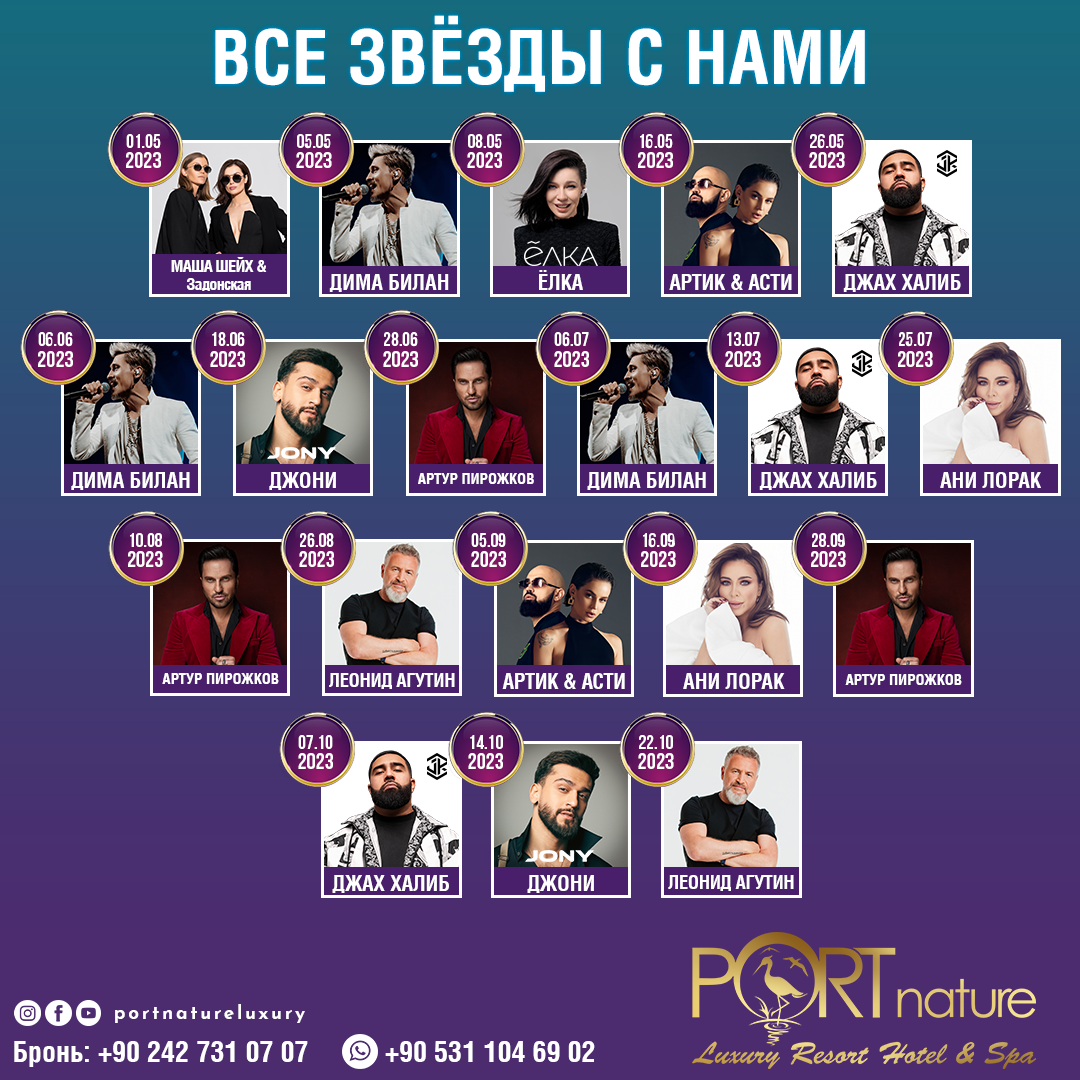 ВСЕ ЗВЁЗДЫ С НАМИ
01.05
2023
МАША ШЕЙХ &
Задонская
05.05
2023
ДИМА БИЛАН
08.05
2023
ЁЛКА
ЁЛКА
16.05
2023
АРТИК & АСТИ
26.05
2023
ДЖАХ ХАЛИБ
06.06
2023
ДИМА БИЛАН
18.06
2023
JONY
ДЖОНИ
28.06
2023
АРТУР ПИРОЖКОВ
06.07
2023
ДИМА БИЛАН
13.07
2023
ДЖАХ ХАЛИБ
25.07
2023
АНИ ЛОРАК
10.08
2023
АРТУР ПИРОЖКОВ
26.08
2023
ЛЕОНИД АГУТИН
05.09
2023
АРТИК & АСТИ
16.09
2023
АНИ ЛОРАК
28.09
2023
АРТУР ПИРОЖКОВ
07.10
2023
ДЖАХ ХАЛИБ
14.10
2023
JONY
ДЖОНИ
22.10
2023
ЛЕОНИД АГУТИН
PORT nature
Luxury Resort Hotel & Spa
portnatureluxury
Бронь: +90 242 731 07 07
+90 531 104 69 02